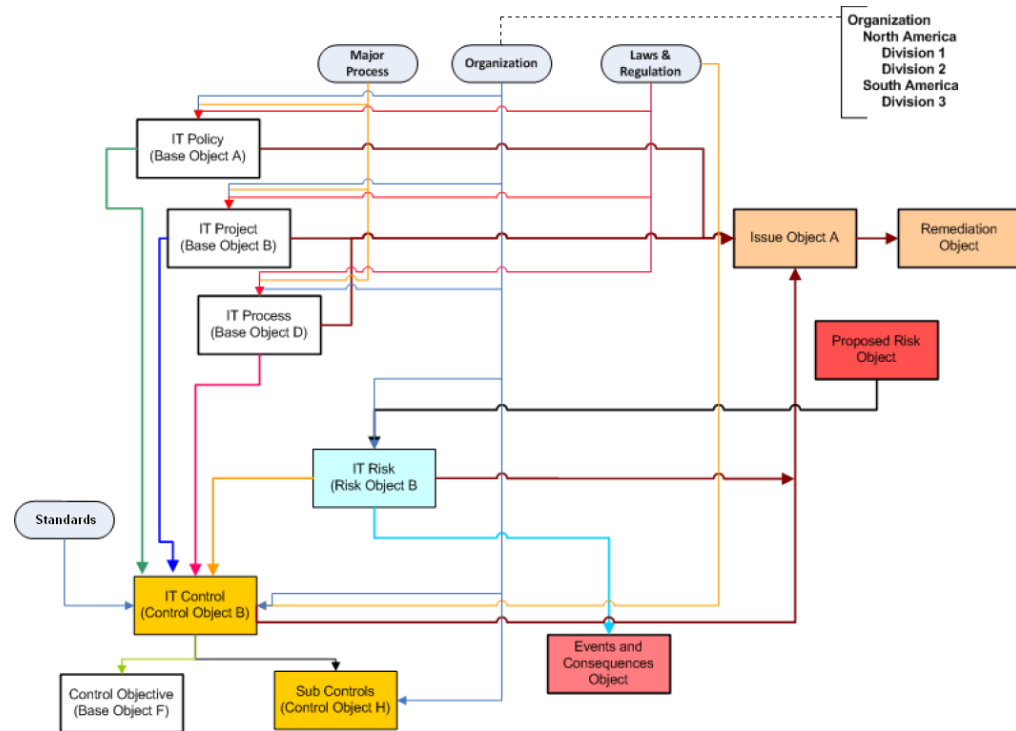 Organization
North America
Division 1
Division 2
South America
Division 3
Major
Process
Organization
Laws &
Regulation
IT Policy
(Base Object A)
IT Project
(Base Object B)
Issue Object A
Remediation
Object
IT Process
(Base Object D)
Proposed Risk
Object
IT Risk
(Risk Object B
Standards
IT Control
(Control Object B)
Events and
Consequences
Object
Control Objective
(Base Object F)
Sub Controls
(Control Object H)